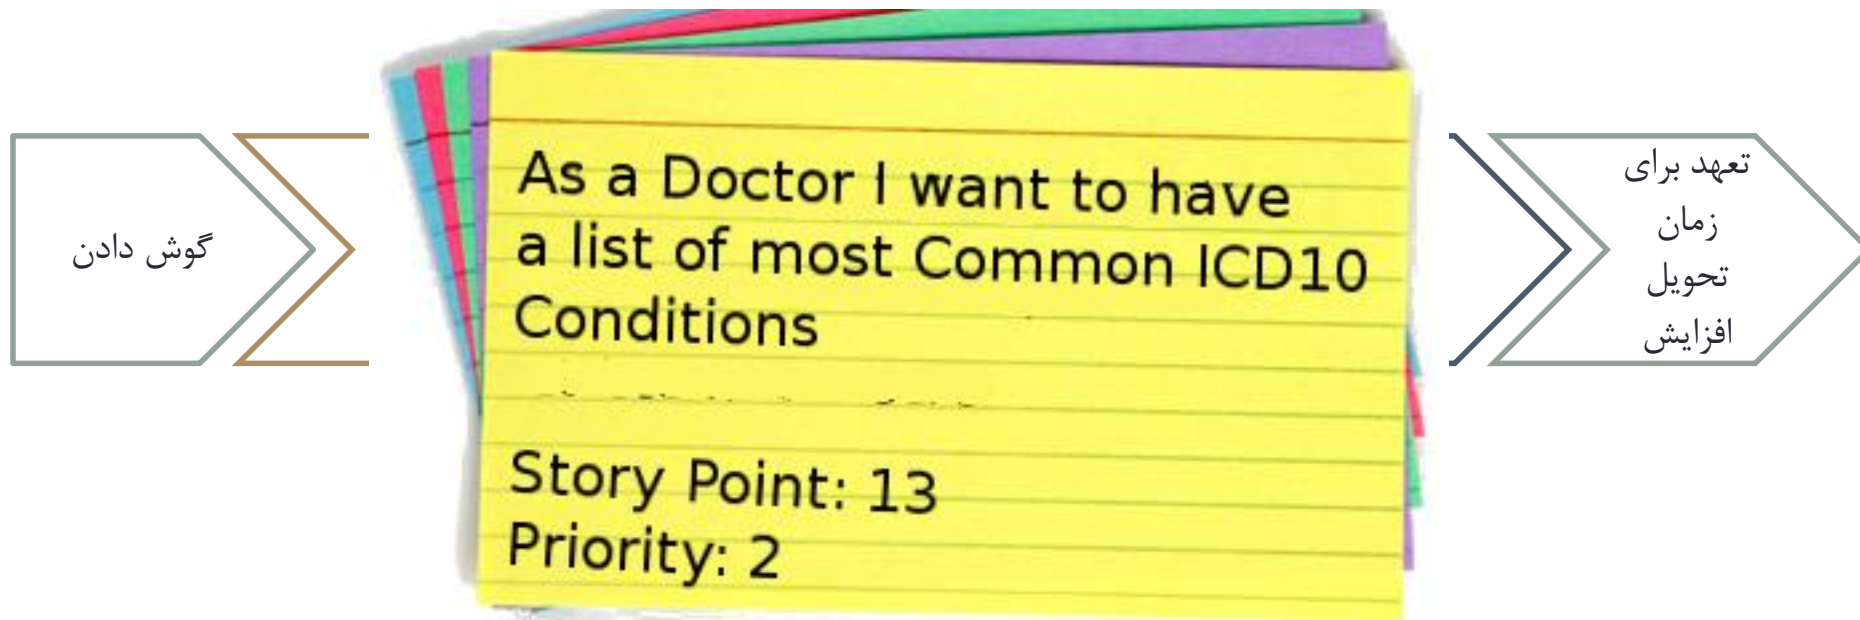 گوش دادن
As a Doctor I want to have
a list of most Common ICD10
Conditions
Story Point: 13
Priority: 2
تعهد برای
زمان
تحویل
افزایش